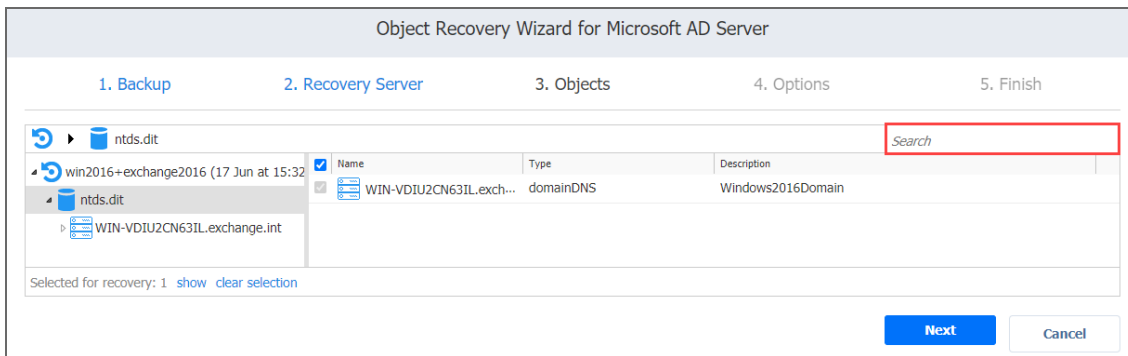 Object Recovery Wizard for Microsoft AD Server
1. Backup 2. Recovery Server 3. Objects 4. Options 5. Finish
ntds.dit Search
win2016+exchange2016 (17 Jun at 15:32 Name Type Description
ntds.dit WIN-VDIU2CN63IL.exch... domainDNS Windows2016Domain
WIN-VDIU2CN63IL.exchange.int
Selected for recovery: 1 show clear selection
Next Cancel